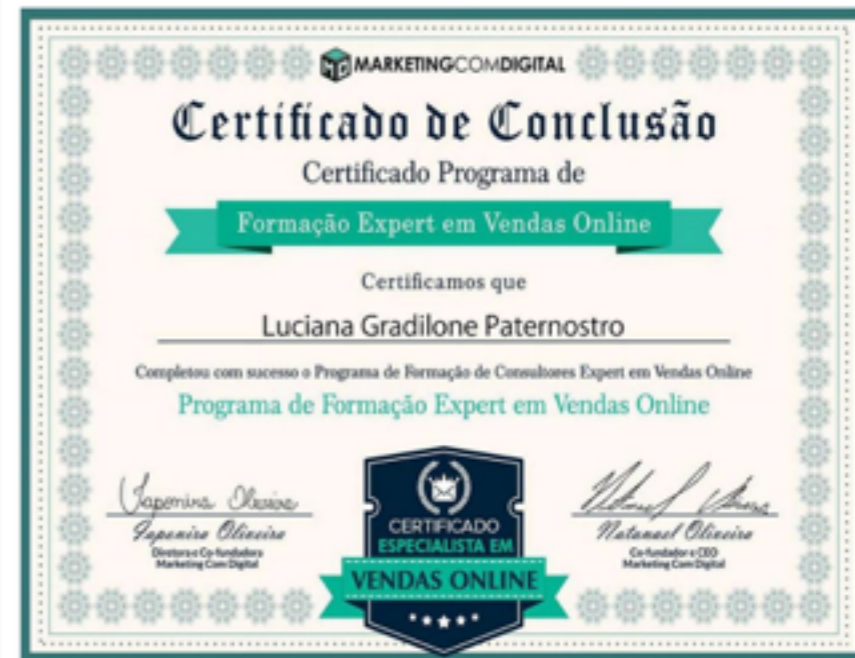 MARKETINGCOMDIGITAL
Certificado de Conclusão
Certificado Programa de
Formação Expert em Vendas Online
Certificamos que
Luciana Gradilone Paternostro
Completou com sucesso o Programa de Formação de Consultores Expert em Vendas Online
Programa de Formação Expert em Vendas Online
Japenira Oliveira
Diretora e Co-fundadora
Marketing Com Digital
CERTIFICADO
ESPECIALISTA EM
VENDAS ONLINE
Natanael Oliveira
Co-fundador e CEO
Marketing Com Digital